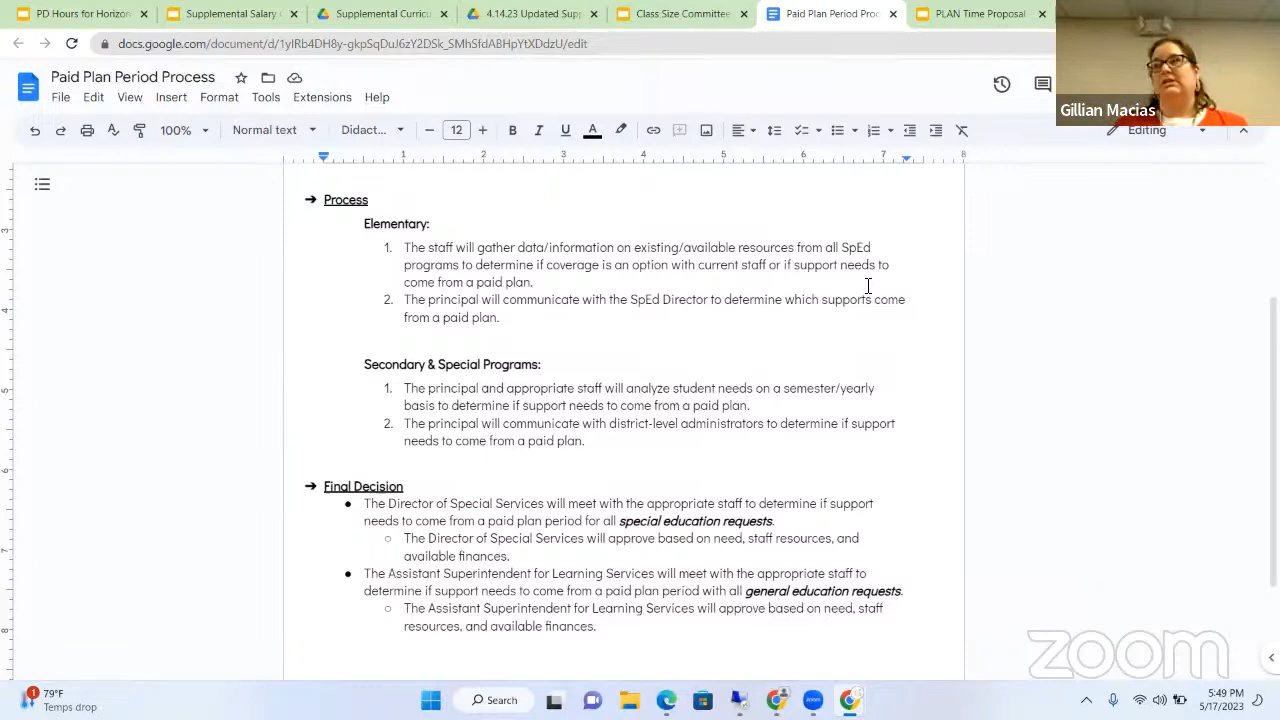 PD Horizon
Supplemental Salary
Supplemental Curricu
4.14.23 Updated Supp
Class Size Committee
Paid Plan Period Proc
PLAN Time Proposal
docs.google.com/document/d/1yIRb4DH8y-gkpSqDuJ6zY2DSk_SMhSfdABHpYtXDdzU/edit
Paid Plan Period Process
File Edit View Insert Format Tools Extensions Help
Gillian Macias
100% Normal text Didact... 12 Editing
1 2 3 4 5 6 7 8
➔ Process
Elementary:
1. The staff will gather data/information on existing/available resources from all SpEd
programs to determine if coverage is an option with current staff or if support needs to
come from a paid plan.
2. The principal will communicate with the SpEd Director to determine which supports come
from a paid plan.
Secondary & Special Programs:
1. The principal and appropriate staff will analyze student needs on a semester/yearly
basis to determine if support needs to come from a paid plan.
2. The principal will communicate with district-level administrators to determine if support
needs to come from a paid plan.
➔ Final Decision
● The Director of Special Services will meet with the appropriate staff to determine if support
needs to come from a paid plan period for all special education requests.
○ The Director of Special Services will approve based on need, staff resources, and
available finances.
● The Assistant Superintendent for Learning Services will meet with the appropriate staff to
determine if support needs to come from a paid plan period with all general education requests.
○ The Assistant Superintendent for Learning Services will approve based on need, staff
resources, and available finances.
zoom
1
79°F
Temps drop
Search
zoom
5:49 PM
5/17/2023